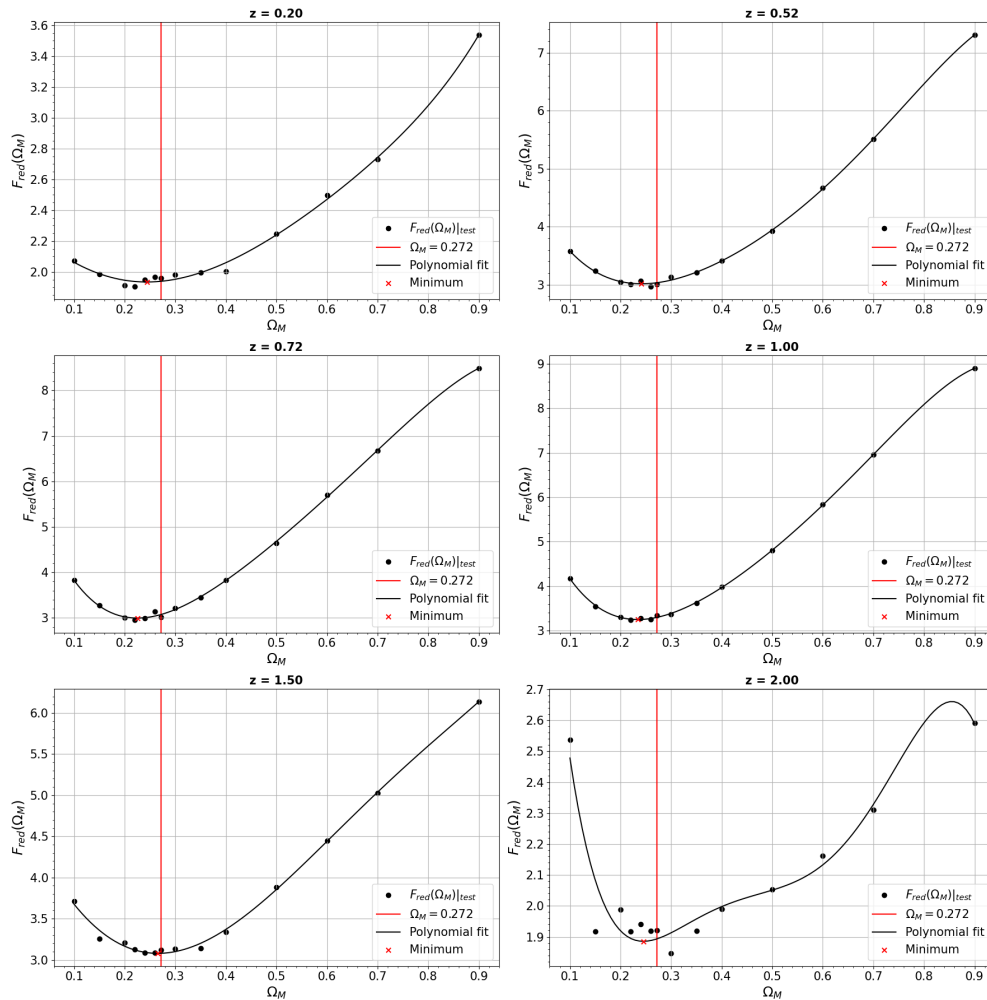 z = 0.20
3.6
3.4
3.2
3.0
2.8
2.6
2.4
2.2
2.0
F_red(Ω_M)
F_red(Ω_M)|_test
Ω_M = 0.272
Polynomial fit
Minimum
0.1 0.2 0.3 0.4 0.5 0.6 0.7 0.8 0.9
Ω_M
z = 0.52
7
6
5
4
3
F_red(Ω_M)
F_red(Ω_M)|_test
Ω_M = 0.272
Polynomial fit
Minimum
0.1 0.2 0.3 0.4 0.5 0.6 0.7 0.8 0.9
Ω_M
z = 0.72
8
7
6
5
4
3
F_red(Ω_M)
F_red(Ω_M)|_test
Ω_M = 0.272
Polynomial fit
Minimum
0.1 0.2 0.3 0.4 0.5 0.6 0.7 0.8 0.9
Ω_M
z = 1.00
9
8
7
6
5
4
3
F_red(Ω_M)
F_red(Ω_M)|_test
Ω_M = 0.272
Polynomial fit
Minimum
0.1 0.2 0.3 0.4 0.5 0.6 0.7 0.8 0.9
Ω_M
z = 1.50
6.0
5.5
5.0
4.5
4.0
3.5
3.0
F_red(Ω_M)
F_red(Ω_M)|_test
Ω_M = 0.272
Polynomial fit
Minimum
0.1 0.2 0.3 0.4 0.5 0.6 0.7 0.8 0.9
Ω_M
z = 2.00
2.7
2.6
2.5
2.4
2.3
2.2
2.1
2.0
1.9
F_red(Ω_M)
F_red(Ω_M)|_test
Ω_M = 0.272
Polynomial fit
Minimum
0.1 0.2 0.3 0.4 0.5 0.6 0.7 0.8 0.9
Ω_M